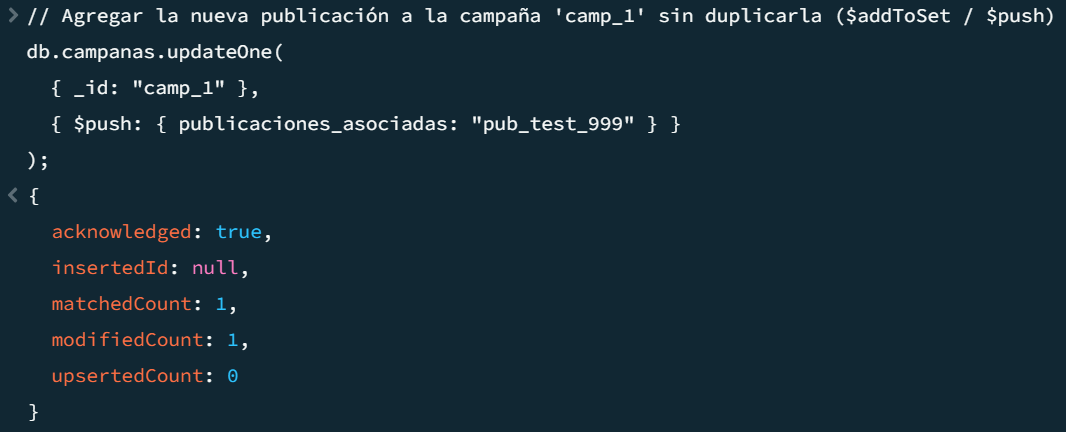 > // Agregar la nueva publicación a la campaña 'camp_1' sin duplicarla ($addToSet / $push)
db.campanas.updateOne(
{ _id: "camp_1" },
{ $push: { publicaciones_asociadas: "pub_test_999" } }
);
< {
acknowledged: true,
insertedId: null,
matchedCount: 1,
modifiedCount: 1,
upsertedCount: 0
}